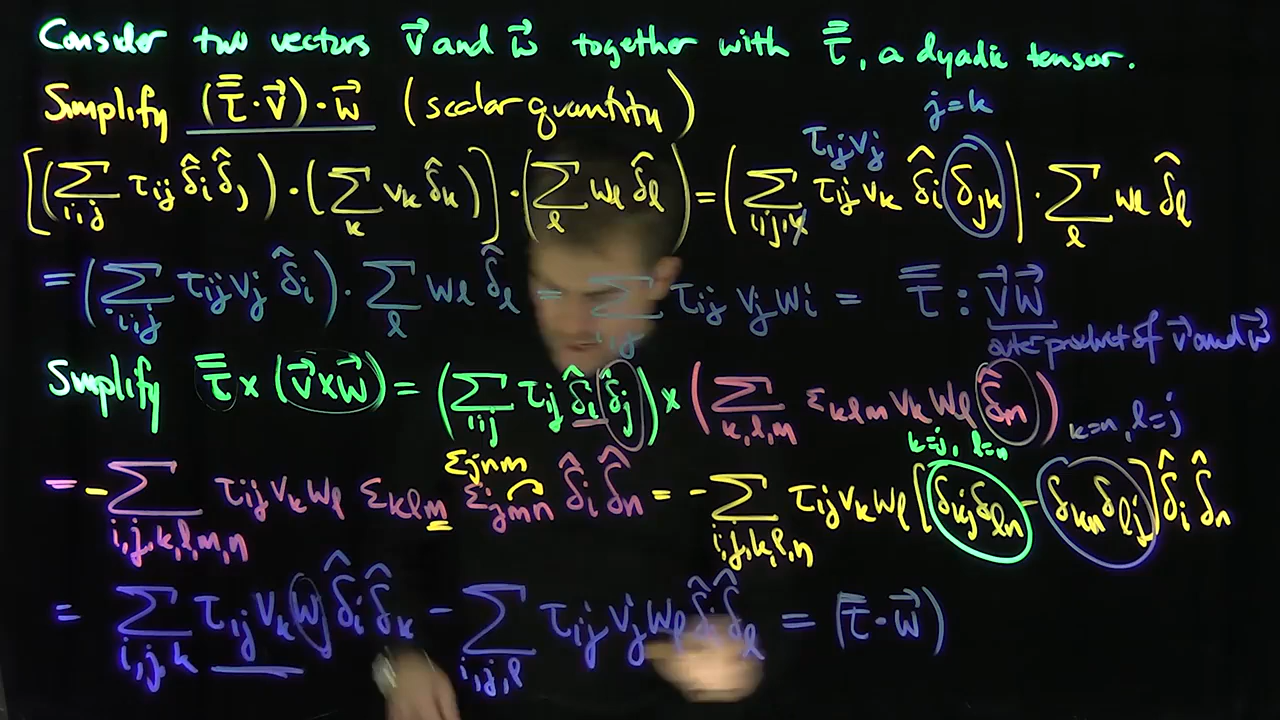 Consider two vectors v⃗ and w⃗ together with τ̿, a dyadic tensor.
Simplify (τ̿·v⃗)·w⃗ (scalar quantity)
j=k
τij vj
[(∑i,j τij δ̂i δ̂j)·(∑k vk δ̂k)]·(∑l wl δ̂l) = (∑i,j,k τij vk δ̂i δjk)·∑l wl δ̂l
= (∑i,j τij vj δ̂i)·∑l wl δ̂l = ∑i,j τij vj wi = τ̿ : v⃗w⃗
outer product of v⃗ and w⃗
Simplify τ̿ × (v⃗×w⃗) = (∑i,j τij δ̂i δ̂j) × (∑k,l,m εklm vk wl δ̂m)
k=j, l=n k=n, l=j
εjnm
= -∑i,j,k,l,m,n τij vk wl εklm εjmn δ̂i δ̂n = -∑i,j,k,l,n τij vk wl [δkj δln - δkn δlj] δ̂i δ̂n
= ∑i,j,k τij vk wj δ̂i δ̂k - ∑i,j,l τij vj wl δ̂i δ̂l = (τ̿·w⃗)